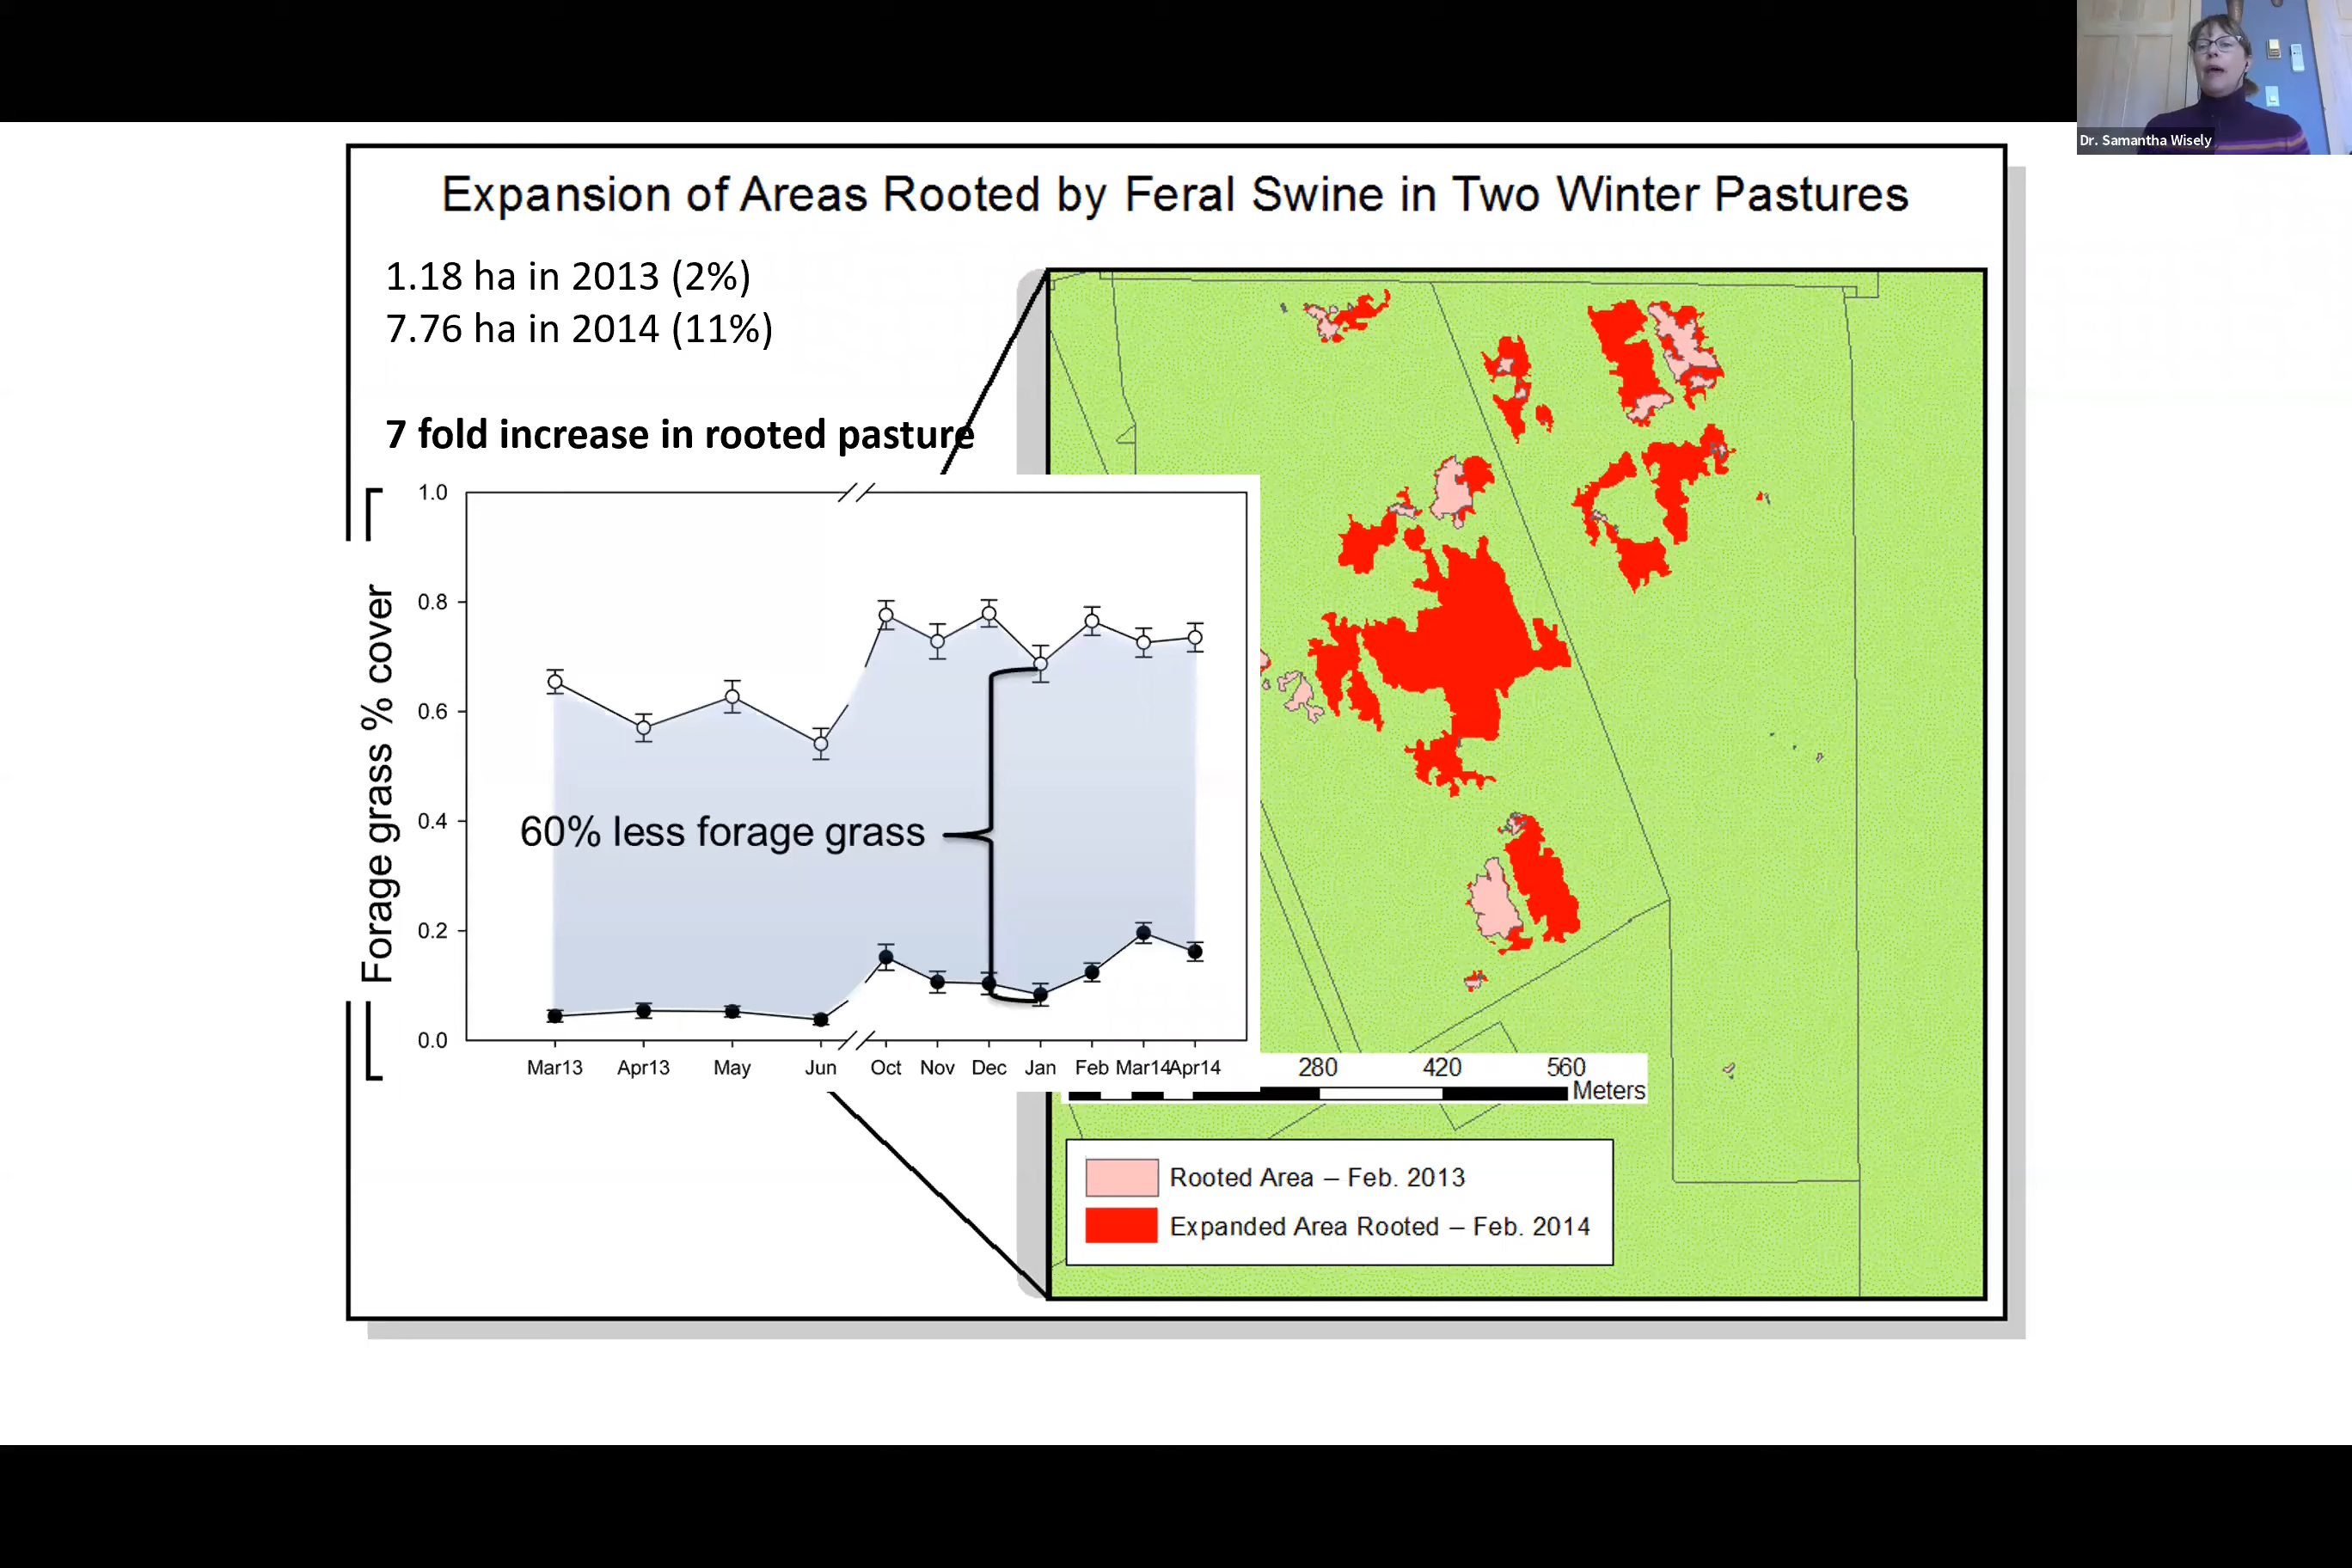 Dr. Samantha Wisely
Expansion of Areas Rooted by Feral Swine in Two Winter Pastures
1.18 ha in 2013 (2%)
7.76 ha in 2014 (11%)
7 fold increase in rooted pasture
Forage grass % cover
1.0
0.8
0.6
0.4
0.2
0.0
60% less forage grass
Mar13 Apr13 May Jun Oct Nov Dec Jan Feb Mar14 Apr14
280 420 560
Meters
Rooted Area – Feb. 2013
Expanded Area Rooted – Feb. 2014